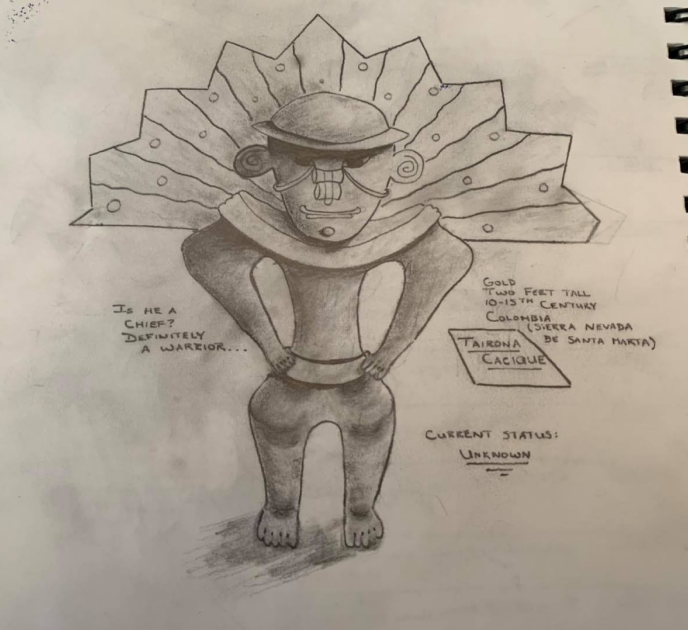 IS HE A
CHIEF?
DEFINITELY
A WARRIOR...
GOLD
TWO FEET TALL
10-15TH CENTURY
COLOMBIA
(SIERRA NEVADA
DE SANTA MARTA)
TAIRONA
CACIQUE
CURRENT STATUS:
UNKNOWN